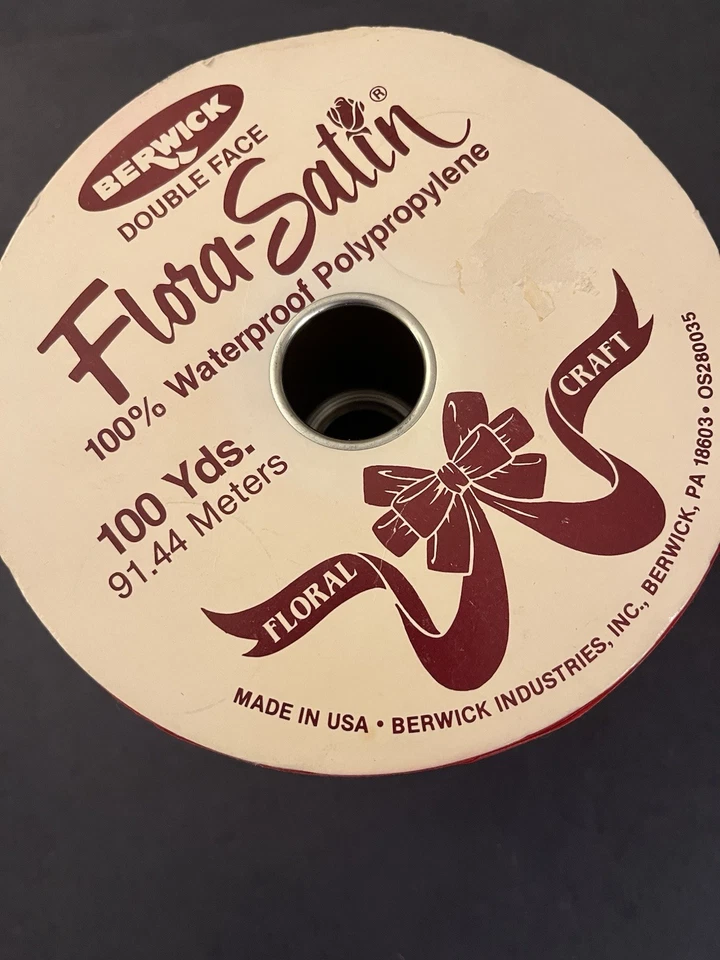 BERWICK
DOUBLE FACE
Flora-Satin®
100% Waterproof Polypropylene
100 Yds.
91.44 Meters
FLORAL
CRAFT
MADE IN USA • BERWICK INDUSTRIES, INC., BERWICK, PA 18603 • OS280035